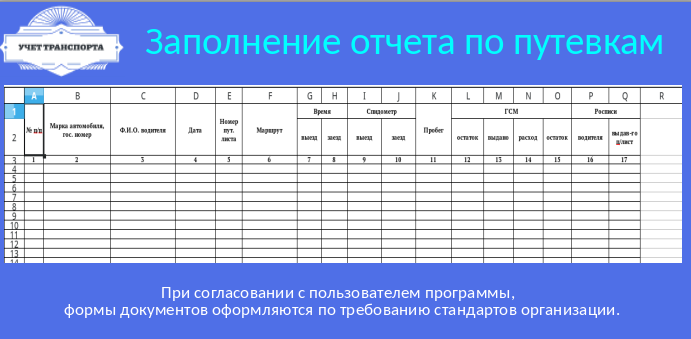 УЧЕТ ТРАНСПОРТА
Заполнение отчета по путевкам
A B C D E F G H I J K L M N O P Q R
1 Время Спидометр ГСМ Росписи
2 № п/п Марка автомобиля, гос. номер Ф.И.О. водителя Дата Номер пут. листа Маршрут выезд заезд выезд заезд Пробег остаток выдано расход остаток водителя выдав-го п/лист
3 1 2 3 4 5 6 7 8 9 10 11 12 13 14 15 16 17
4
5
6
7
8
9
10
11
12
13
14
При согласовании с пользователем программы,
формы документов оформляются по требованию стандартов организации.